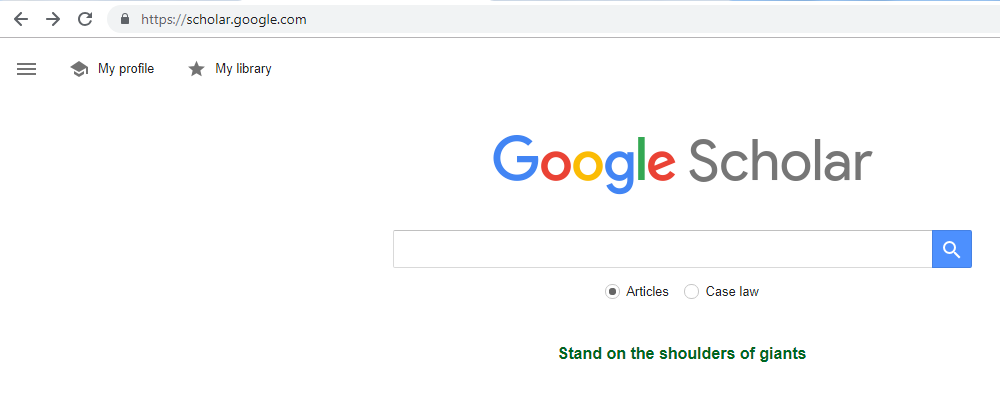 https://scholar.google.com
My profile My library
Google Scholar
Articles Case law
Stand on the shoulders of giants